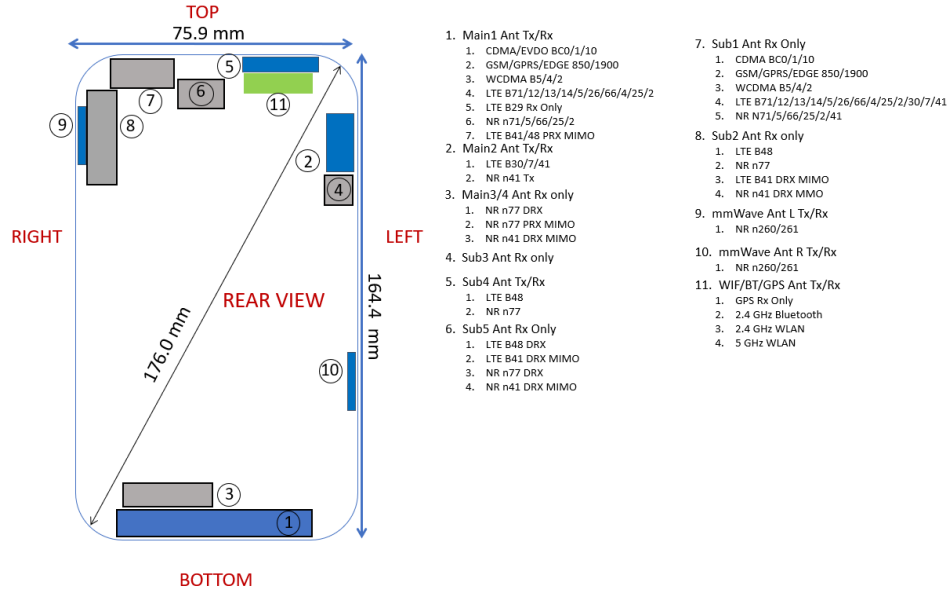 TOP
75.9 mm
5
6
7
11
9
8
2
4
RIGHT
LEFT
REAR VIEW
164.4 mm
176.0 mm
10
3
1
BOTTOM
1. Main1 Ant Tx/Rx
1. CDMA/EVDO BC0/1/10
2. GSM/GPRS/EDGE 850/1900
3. WCDMA B5/4/2
4. LTE B71/12/13/14/5/26/66/4/25/2
5. LTE B29 Rx Only
6. NR n71/5/66/25/2
7. LTE B41/48 PRX MIMO
2. Main2 Ant Tx/Rx
1. LTE B30/7/41
2. NR n41 Tx
3. Main3/4 Ant Rx only
1. NR n77 DRX
2. NR n77 PRX MIMO
3. NR n41 DRX MIMO
4. Sub3 Ant Rx only
5. Sub4 Ant Tx/Rx
1. LTE B48
2. NR n77
6. Sub5 Ant Rx Only
1. LTE B48 DRX
2. LTE B41 DRX MIMO
3. NR n77 DRX
4. NR n41 DRX MIMO
7. Sub1 Ant Rx Only
1. CDMA BC0/1/10
2. GSM/GPRS/EDGE 850/1900
3. WCDMA B5/4/2
4. LTE B71/12/13/14/5/26/66/4/25/2/30/7/41
5. NR N71/5/66/25/2/41
8. Sub2 Ant Rx only
1. LTE B48
2. NR n77
3. LTE B41 DRX MIMO
4. NR n41 DRX MMO
9. mmWave Ant L Tx/Rx
1. NR n260/261
10. mmWave Ant R Tx/Rx
1. NR n260/261
11. WIF/BT/GPS Ant Tx/Rx
1. GPS Rx Only
2. 2.4 GHz Bluetooth
3. 2.4 GHz WLAN
4. 5 GHz WLAN